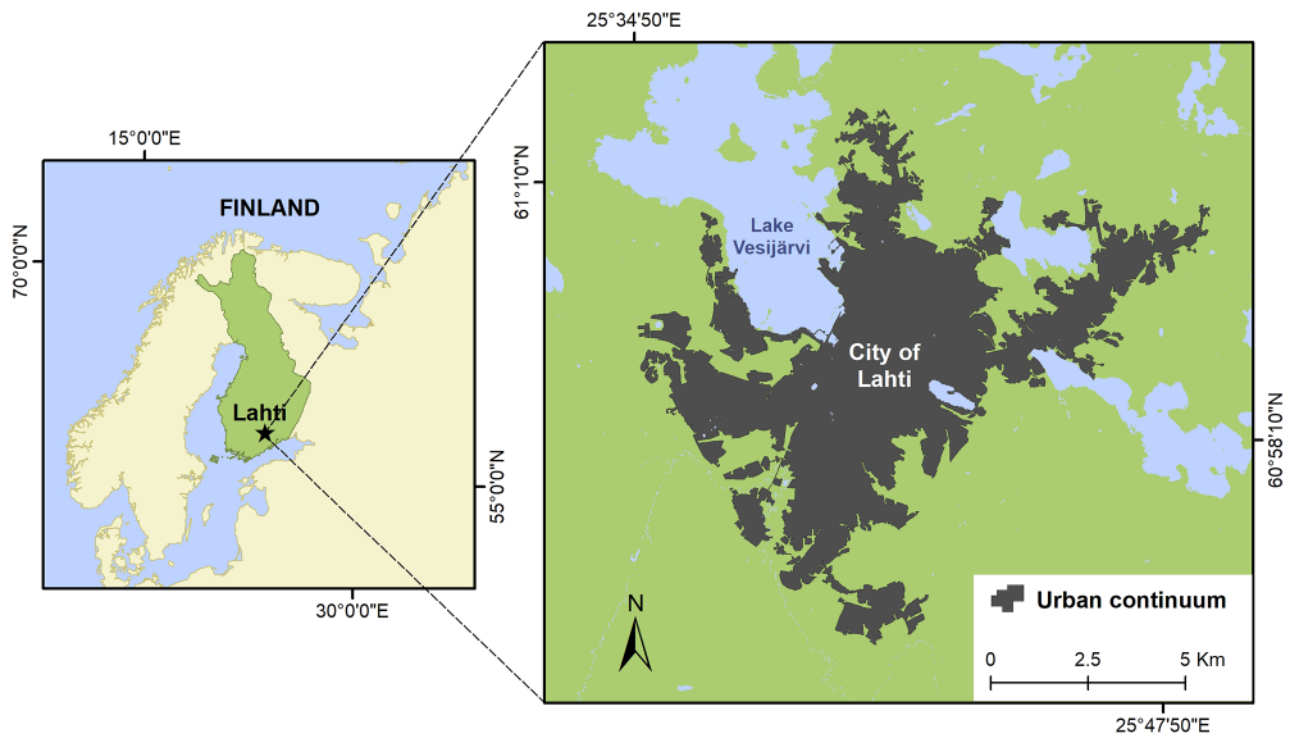 25°34'50"E
15°0'0"E
FINLAND
70°0'0"N
Lahti
55°0'0"N
30°0'0"E
61°1'0"N
Lake
Vesijärvi
City of
Lahti
60°58'10"N
N
Urban continuum
0 2.5 5 Km
25°47'50"E